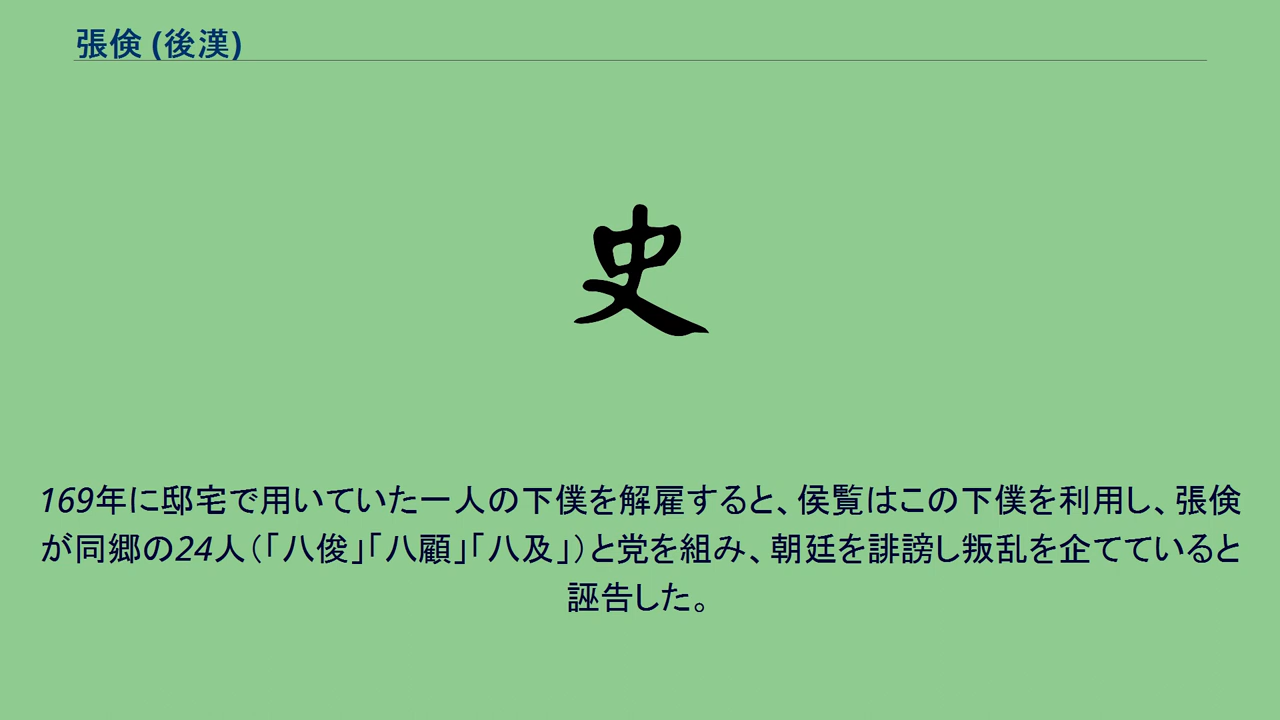 張倹 (後漢)
史
169年に邸宅で用いていた一人の下僕を解雇すると、侯覧はこの下僕を利用し、張倹
が同郷の24人（「八俊」「八顧」「八及」）と党を組み、朝廷を誹謗し叛乱を企てていると
誣告した。